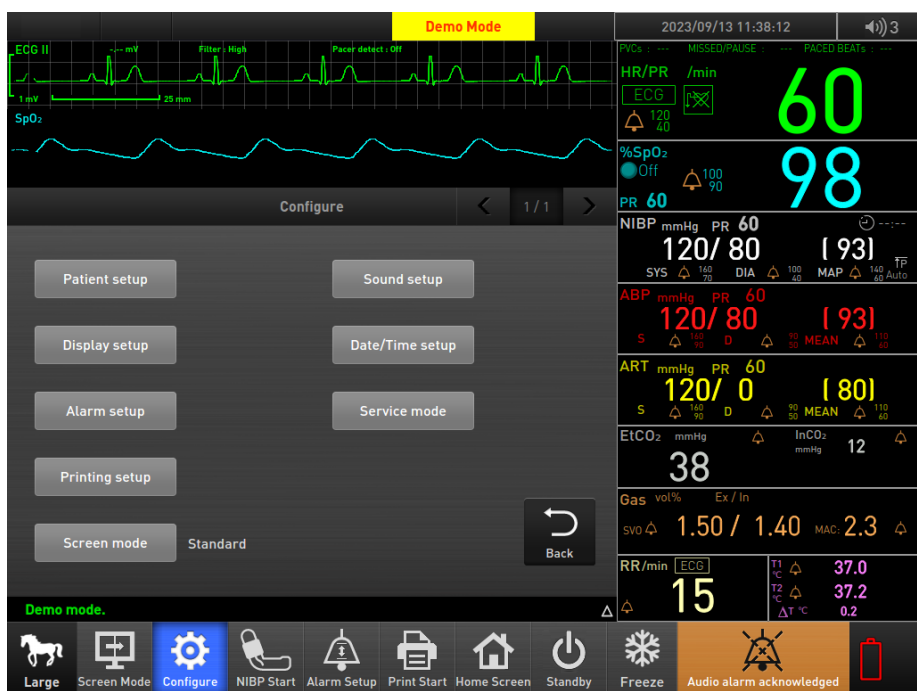 Demo Mode
2023/09/13 11:38:12
3
ECG II
-.-- mV
Filter : High
Pacer detect : Off
1 mV
25 mm
SpO₂
PVCs : ---
MISSED/PAUSE : ---
PACED BEATs : ---
HR/PR /min
ECG
120
40
60
%SpO₂
Off
100
90
PR 60
98
NIBP mmHg PR 60
--:--
120/ 80 ( 93)
SYS 160 70 DIA 100 40 MAP 140 60
Auto
ABP mmHg PR 60
120/ 80 ( 93)
S 160 90 D 90 50 MEAN 110 60
ART mmHg PR 60
120/ 0 ( 80)
S 160 90 D 90 50 MEAN 110 60
EtCO₂ mmHg
38
InCO₂
mmHg
12
Gas vol% Ex / In
SVO 1.50 / 1.40 MAC: 2.3
RR/min ECG
15
T1
°C
37.0
T2
°C
37.2
ΔT °C
0.2
Configure
1 / 1
Patient setup
Sound setup
Display setup
Date/Time setup
Alarm setup
Service mode
Printing setup
Screen mode
Standard
Back
Demo mode.
Large
Screen Mode
Configure
NIBP Start
Alarm Setup
Print Start
Home Screen
Standby
Freeze
Audio alarm acknowledged